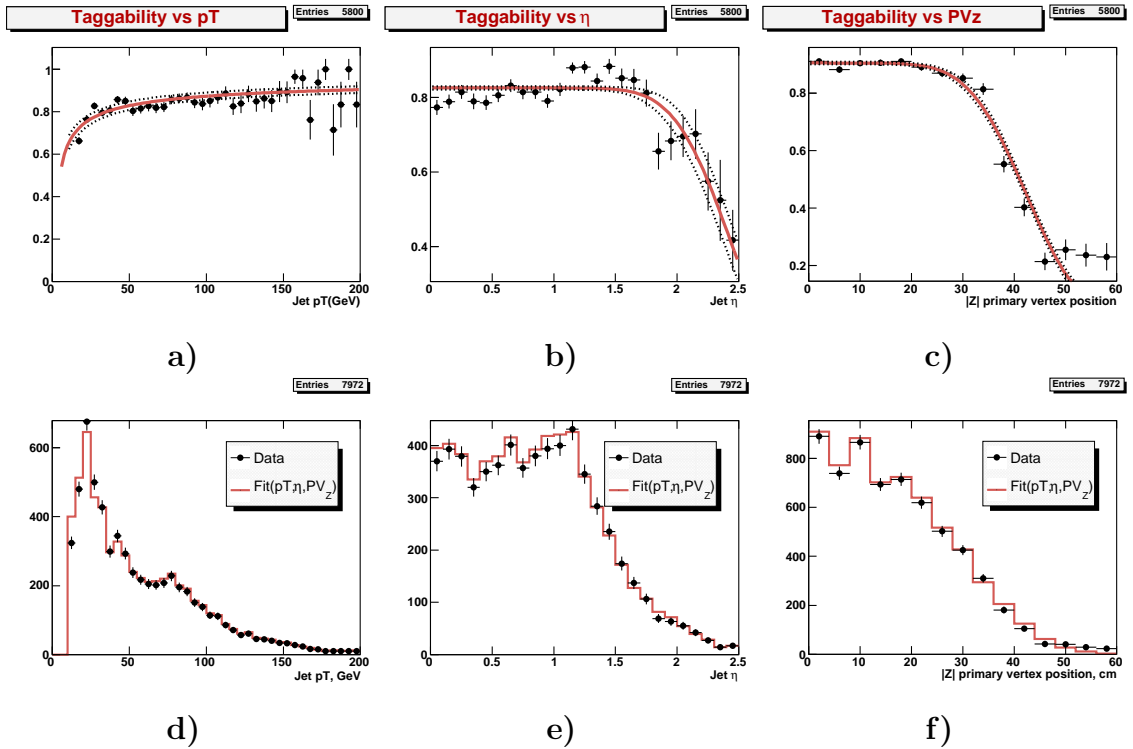 Taggability vs pT
Entries 5800
1
0.8
0.6
0.4
0.2
0
0 50 100 150 200
Jet pT(GeV)
a)
Taggability vs η
Entries 5800
0.8
0.6
0.4
0 0.5 1 1.5 2 2.5
Jet η
b)
Taggability vs PVz
Entries 5800
0.8
0.6
0.4
0.2
0 10 20 30 40 50 60
|Z| primary vertex position
c)
Entries 7972
600
400
200
0
0 50 100 150 200
Jet pT, GeV
Data
Fit(pT,η,PVZ)
d)
Entries 7972
400
300
200
100
0
0 0.5 1 1.5 2 2.5
Jet η
Data
Fit(pT,η,PVZ)
e)
Entries 7972
800
600
400
200
0
0 10 20 30 40 50 60
|Z| primary vertex position, cm
Data
Fit(pT,η,PVZ)
f)